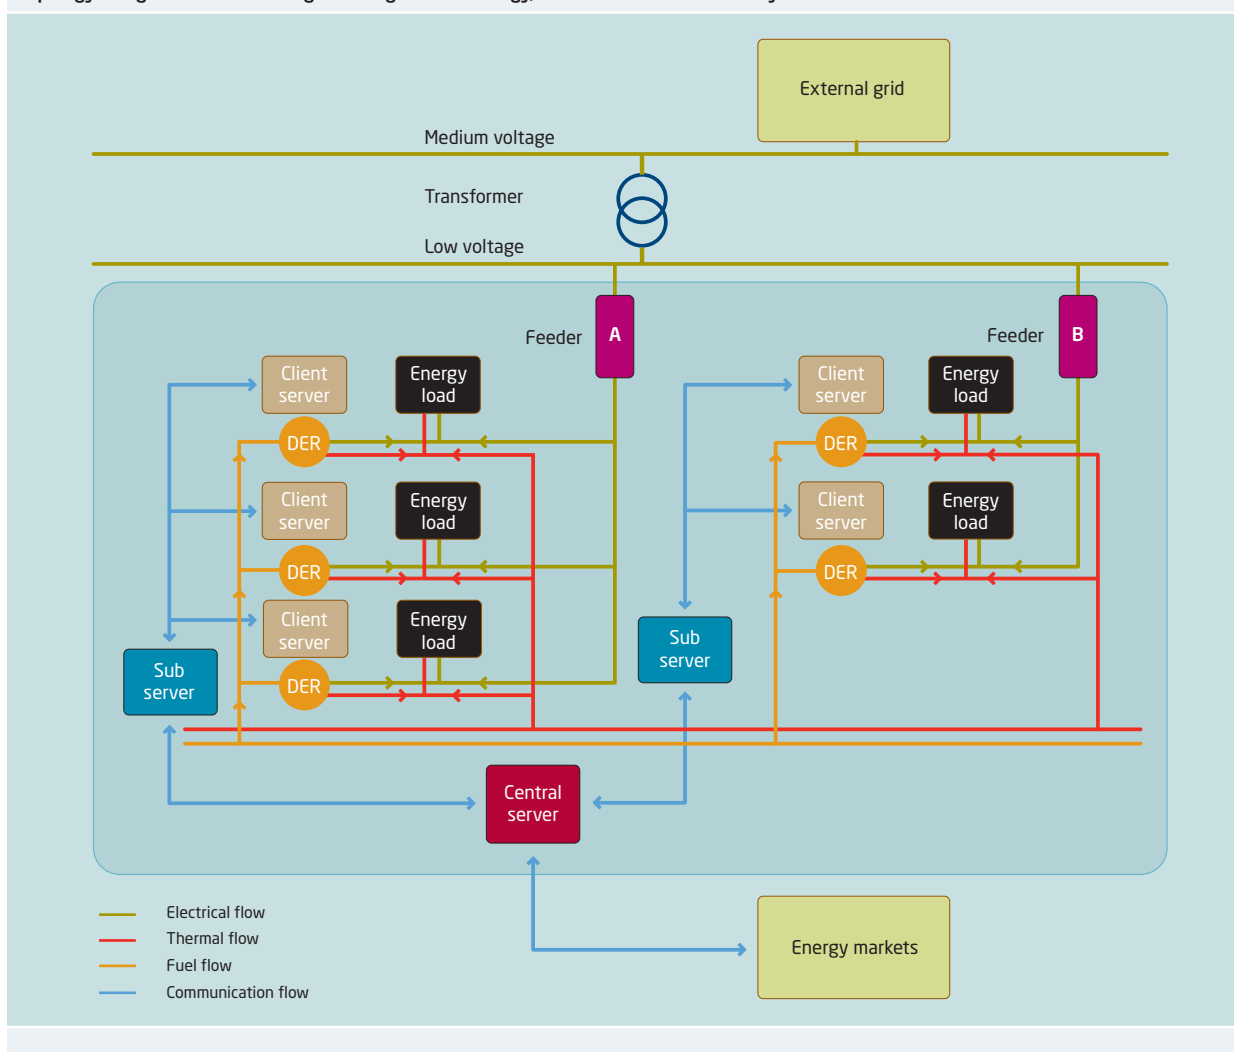 External grid
Medium voltage
Transformer
Low voltage
Feeder
A
Feeder
B
Client
server
Energy
load
Client
server
Energy
load
DER
DER
Client
server
Energy
load
Client
server
Energy
load
DER
DER
Client
server
Energy
load
Sub
server
Sub
server
DER
Central
server
Electrical flow
Thermal flow
Fuel flow
Communication flow
Energy markets